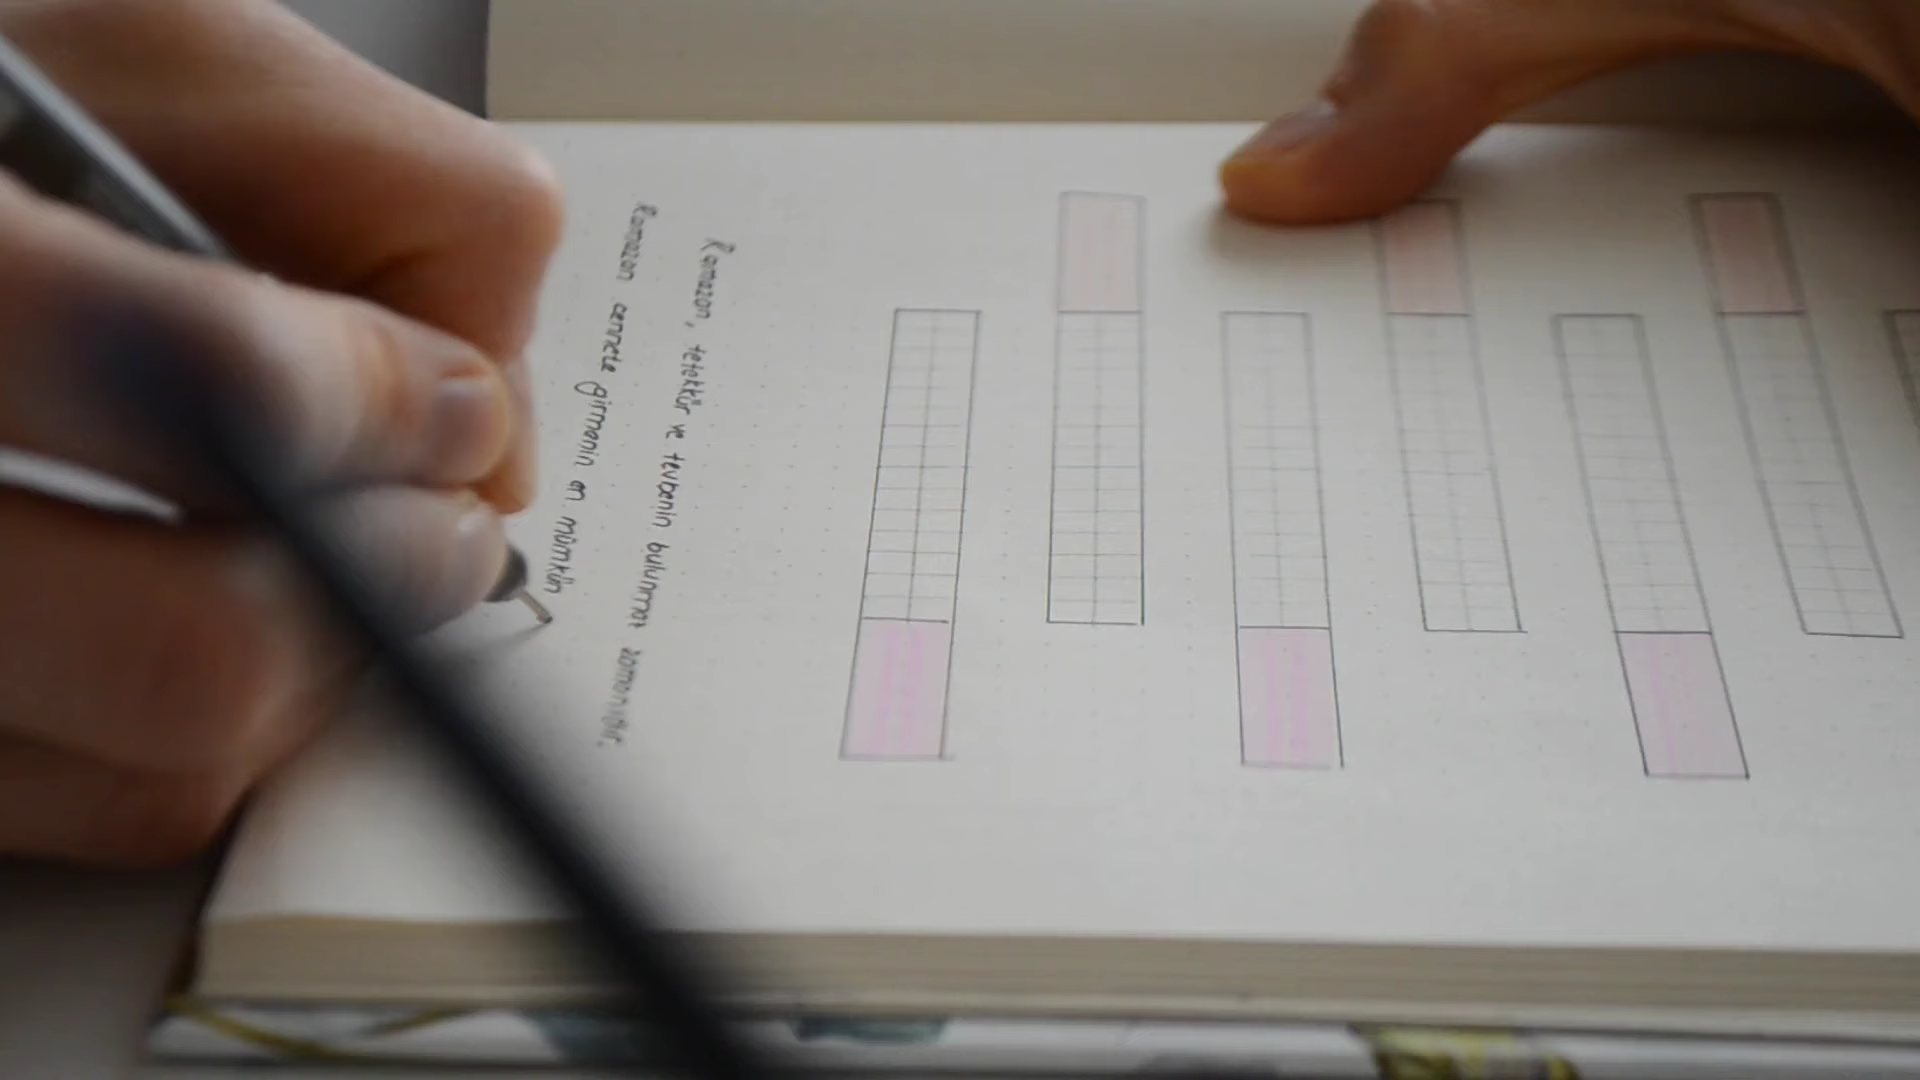 Ramazan, tefekkür ve tevbenin bulunmaz zamanıdır.
Ramazan cennete girmenin en mümkün